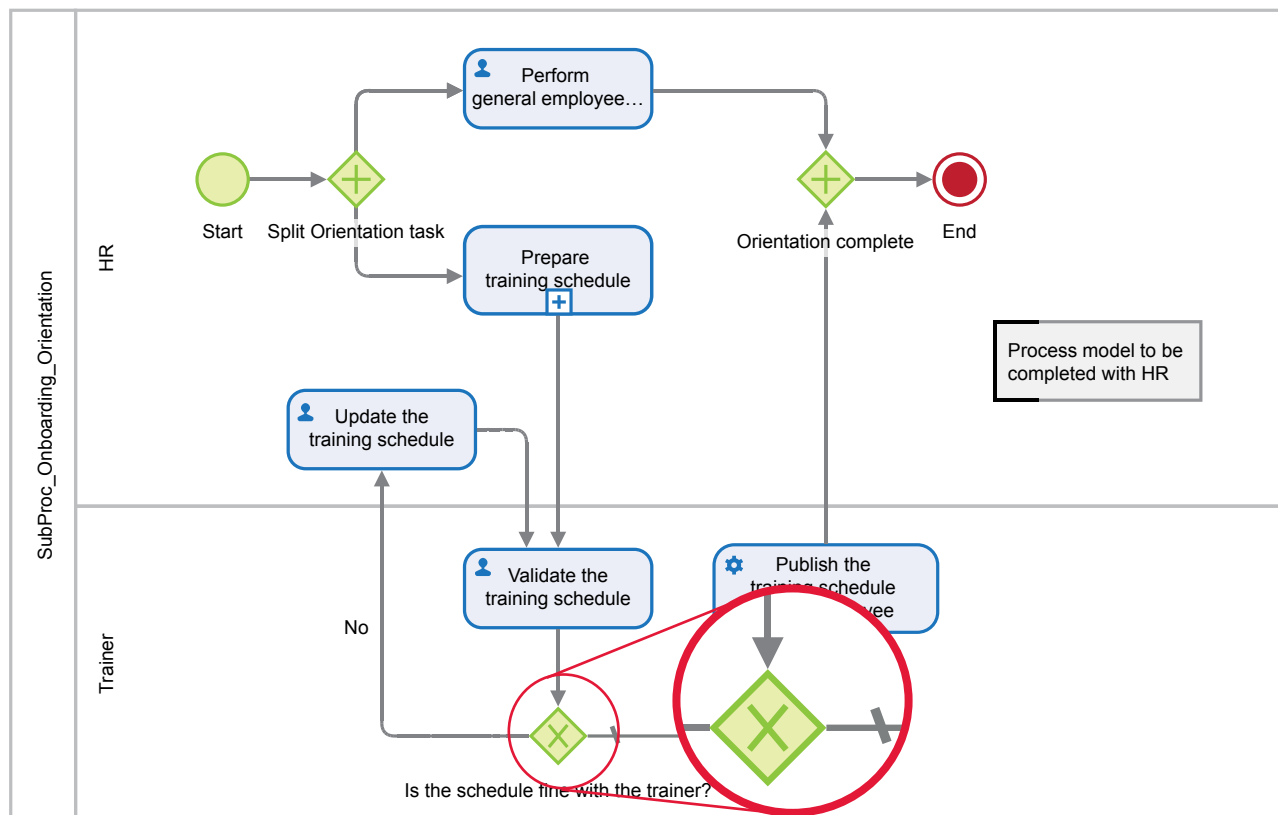 SubProc_Onboarding_Orientation
HR
Trainer
Perform
general employee…
Start
Split Orientation task
Orientation complete
End
Prepare
training schedule
Process model to be
completed with HR
Update the
training schedule
Validate the
training schedule
Publish the
training schedule
No
Is the schedule fine with the trainer?